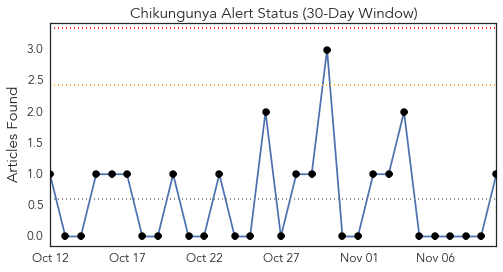 Chikungunya Alert Status (30-Day Window)
Articles Found
3.0
2.5
2.0
1.5
1.0
0.5
0.0
Oct 12
Oct 17
Oct 22
Oct 27
Nov 01
Nov 06